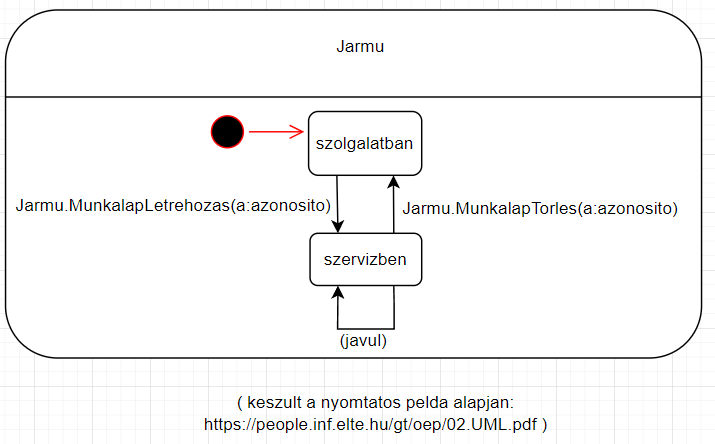 Jarmu
szolgalatban
Jarmu.MunkalapLetrehozas(a:azonosito)
Jarmu.MunkalapTorles(a:azonosito)
szervizben
(javul)
( keszult a nyomtatos pelda alapjan:
https://people.inf.elte.hu/gt/oep/02.UML.pdf )